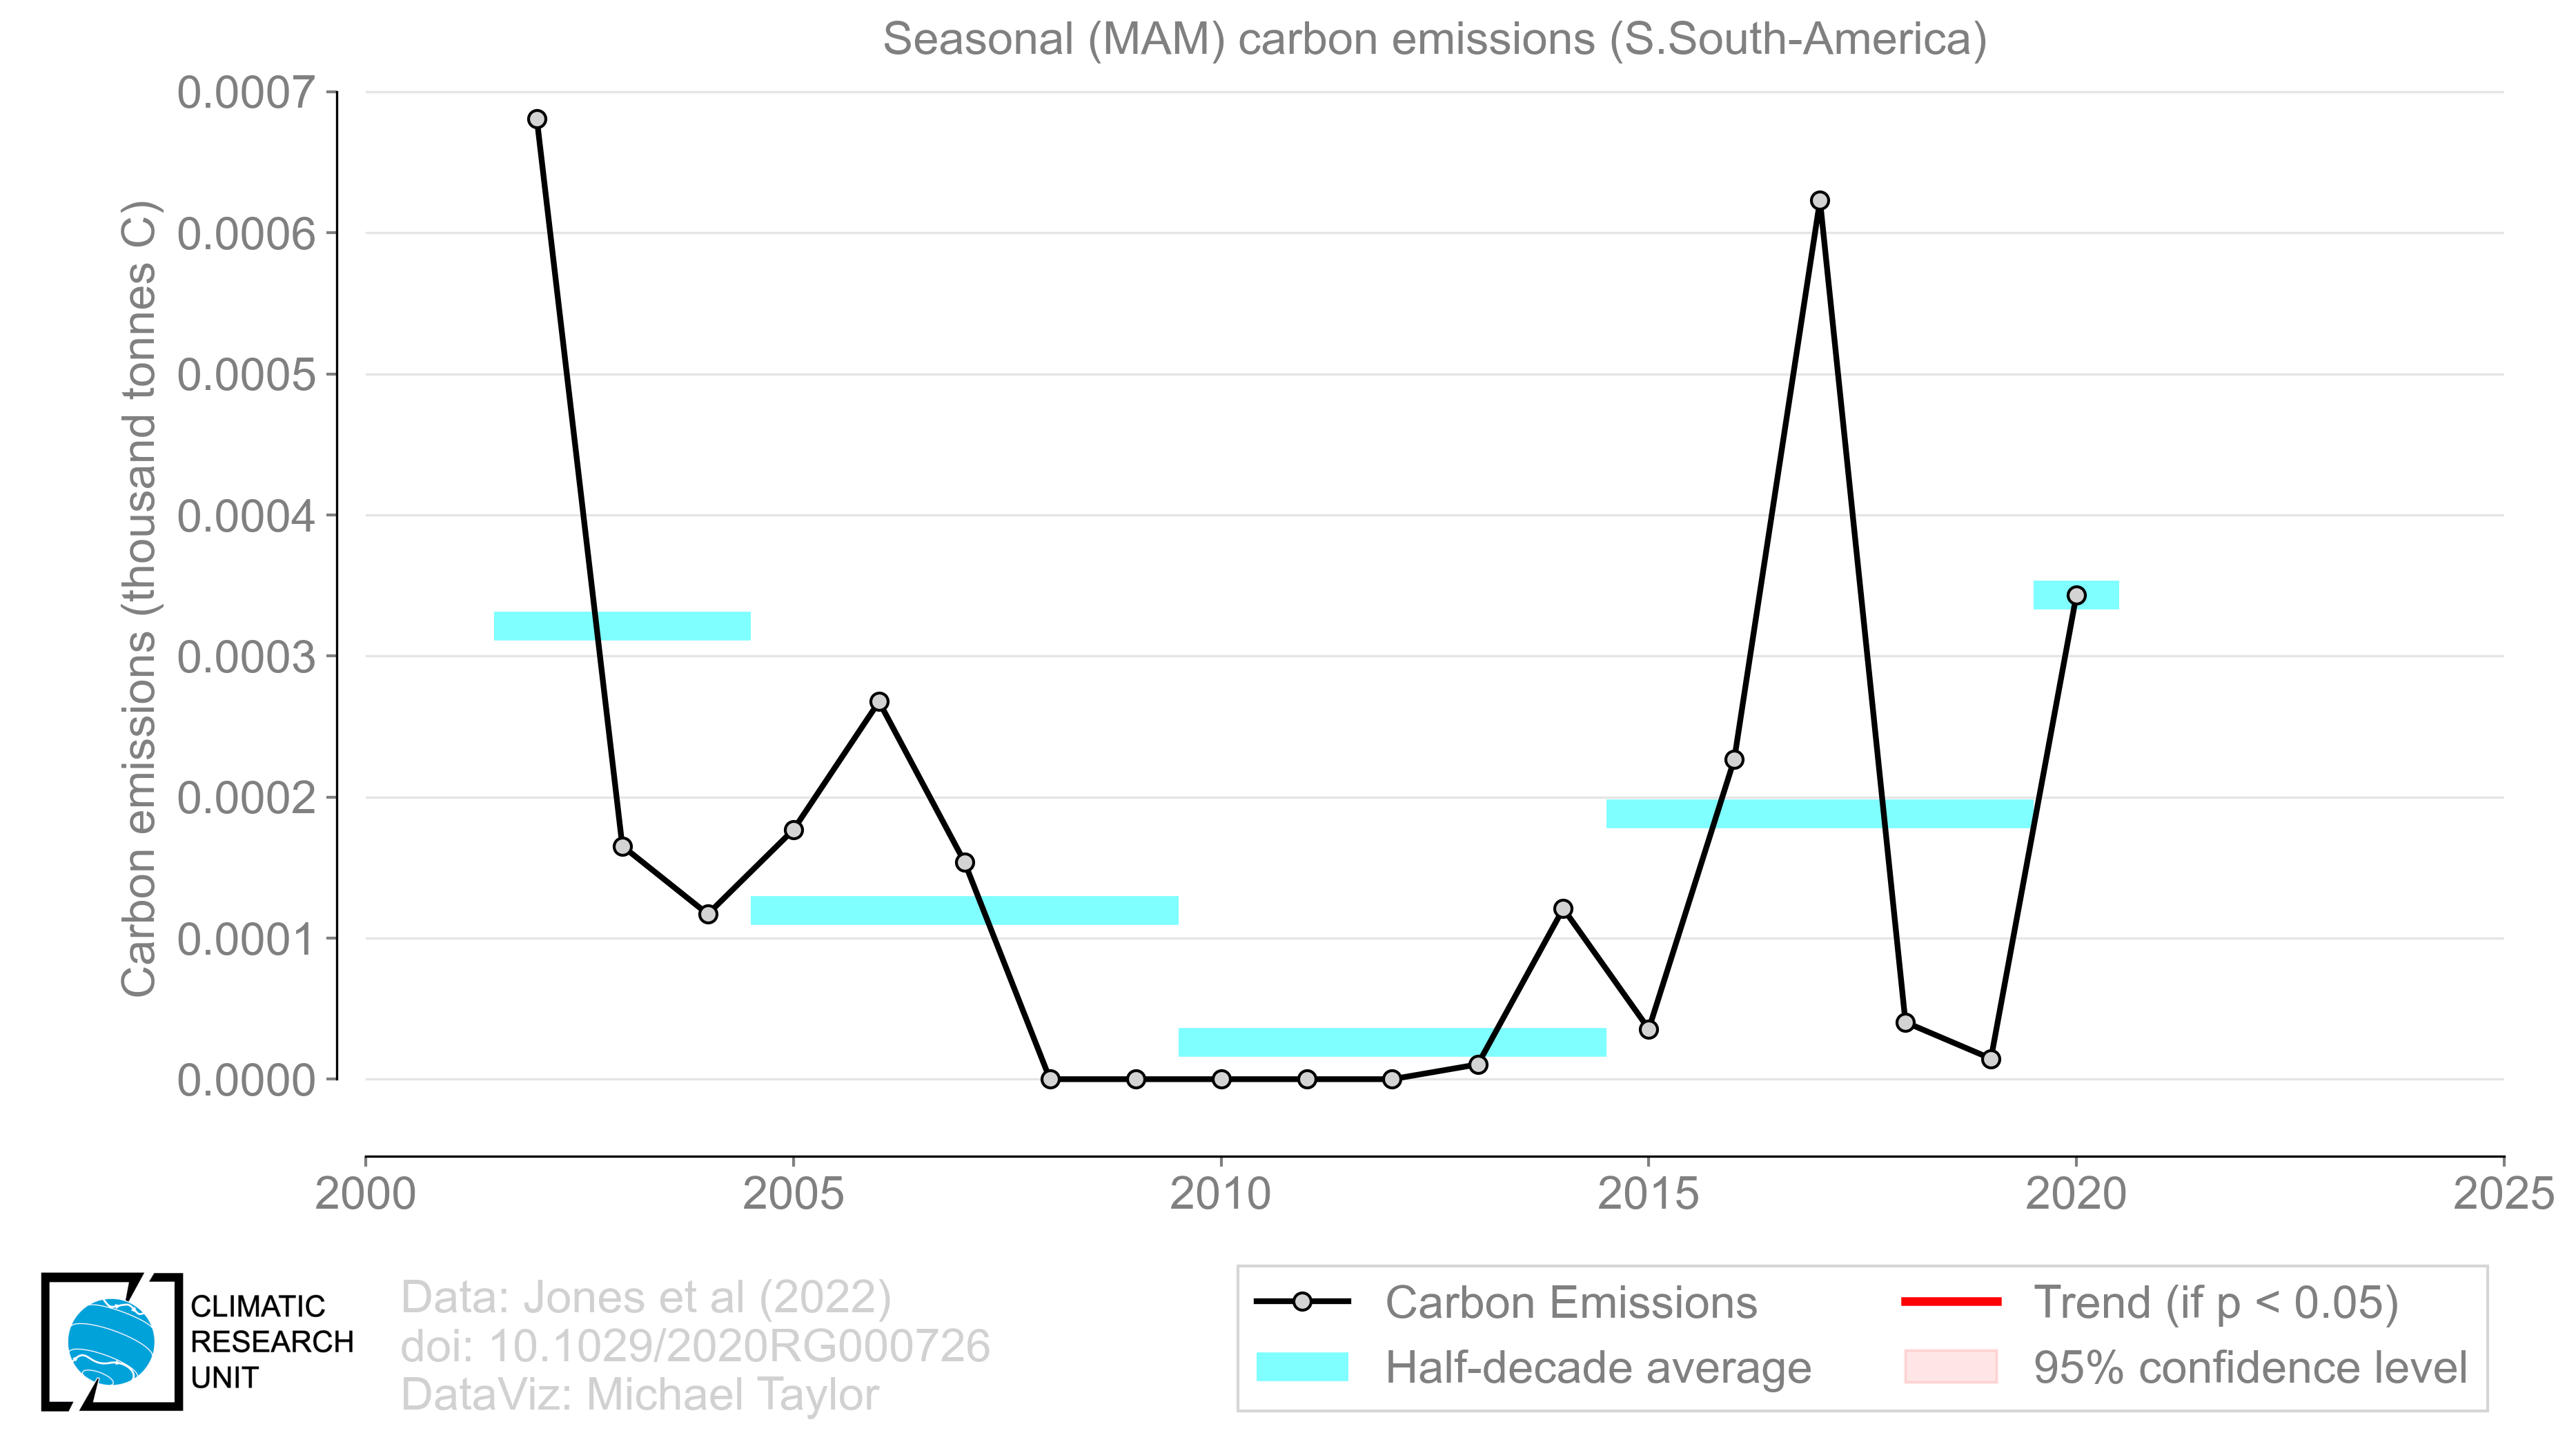 Seasonal (MAM) carbon emissions (S.South-America)
Carbon emissions (thousand tonnes C)
0.0007
0.0006
0.0005
0.0004
0.0003
0.0002
0.0001
0.0000
2000
2005
2010
2015
2020
2025
CLIMATIC
RESEARCH
UNIT
Data: Jones et al (2022)
doi: 10.1029/2020RG000726
DataViz: Michael Taylor
Carbon Emissions
Half-decade average
Trend (if p < 0.05)
95% confidence level